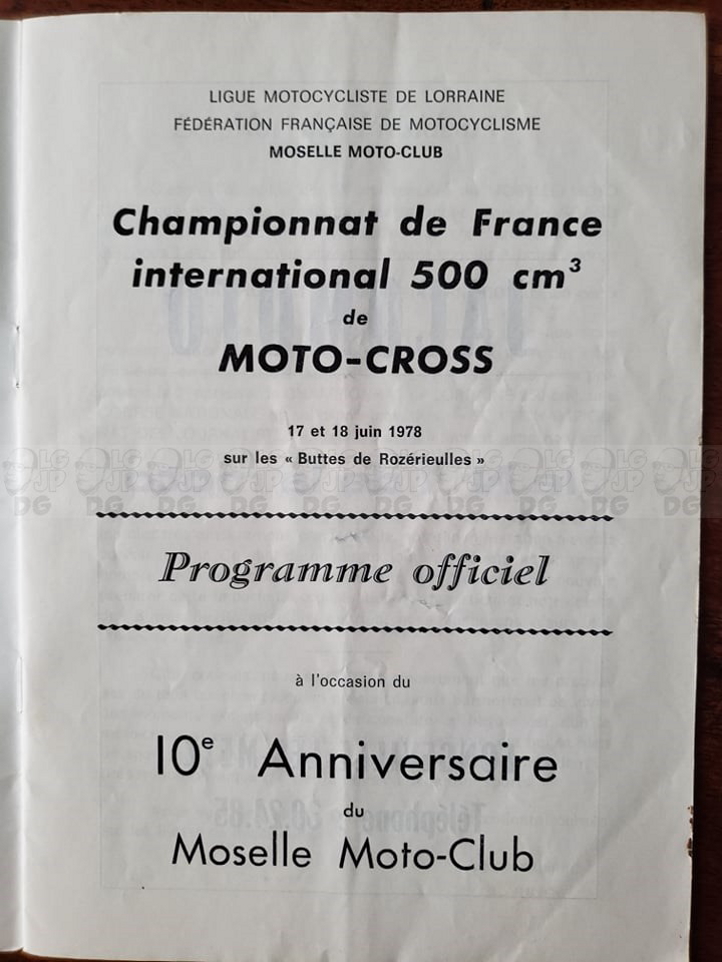 LIGUE MOTOCYCLISTE DE LORRAINE
FÉDÉRATION FRANÇAISE DE MOTOCYCLISME
MOSELLE MOTO-CLUB
Championnat de France
international 500 cm³
de
MOTO-CROSS
17 et 18 juin 1978
sur les « Buttes de Rozérieulles »
Programme officiel
à l'occasion du
10e Anniversaire
du
Moselle Moto-Club